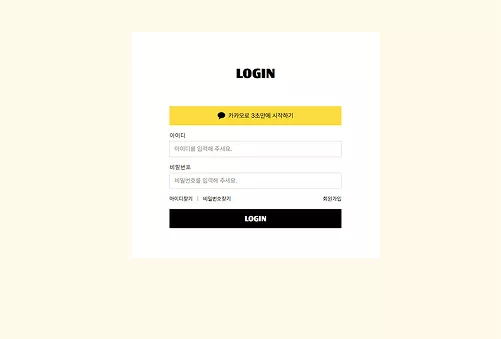 LOGIN
카카오로 3초만에 시작하기
아이디
아이디를 입력해 주세요.
비밀번호
비밀번호를 입력해 주세요.
아이디찾기 | 비밀번호찾기 회원가입
LOGIN